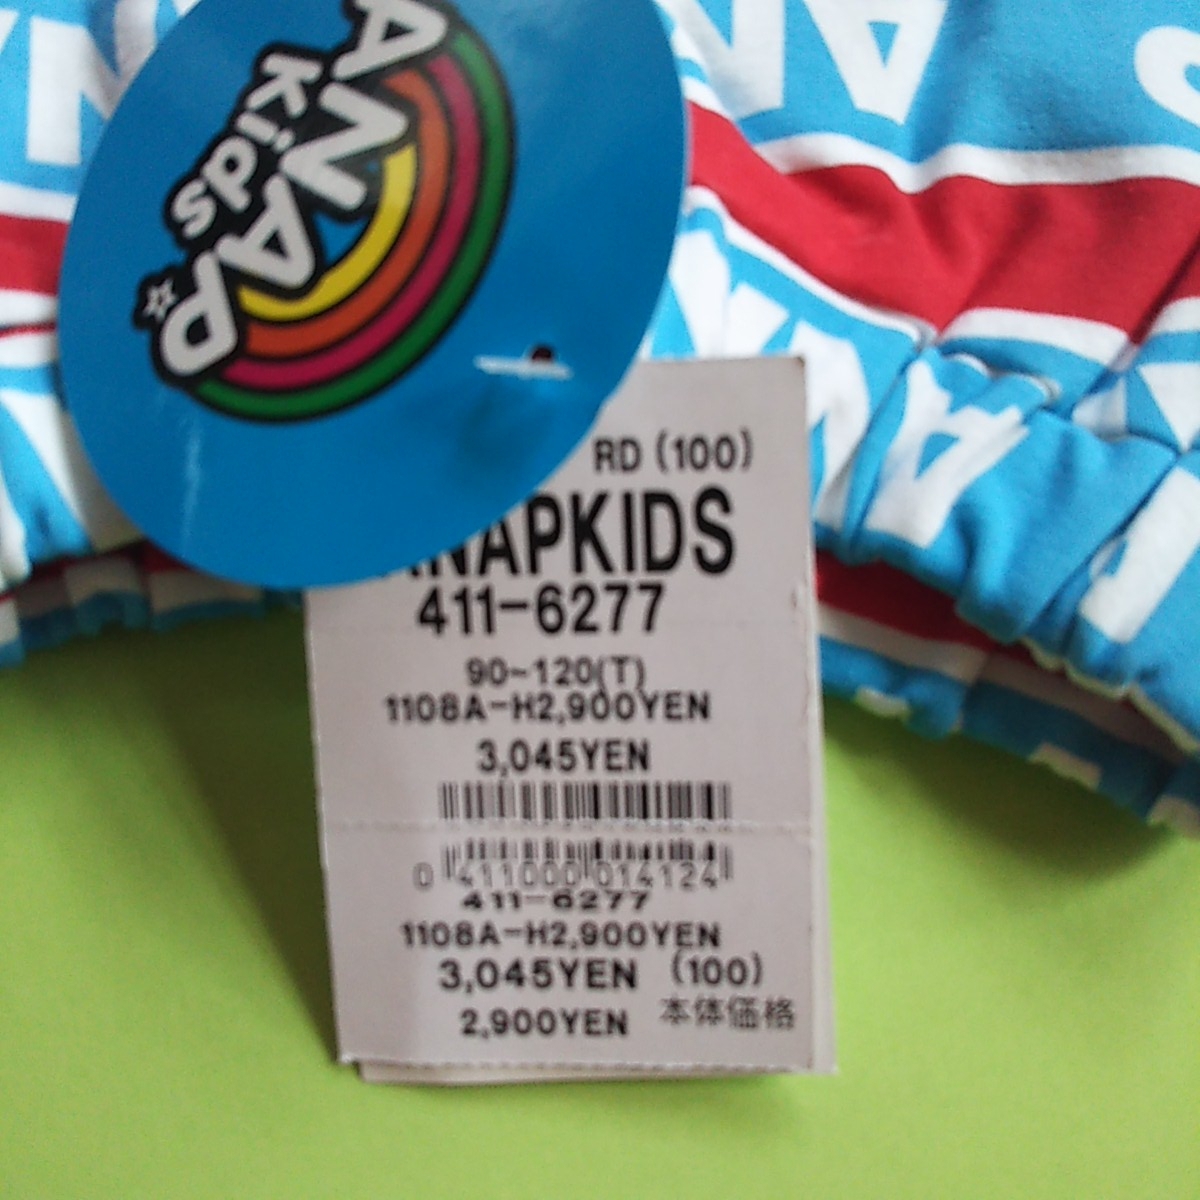 ANAP
kids
RD (100)
ANAPKIDS
411-6277
90~120(T)
1108A-H2,900YEN
3,045YEN
0 411000 014124
411-6277
1108A-H2,900YEN
3,045YEN (100)
2,900YEN 本体価格